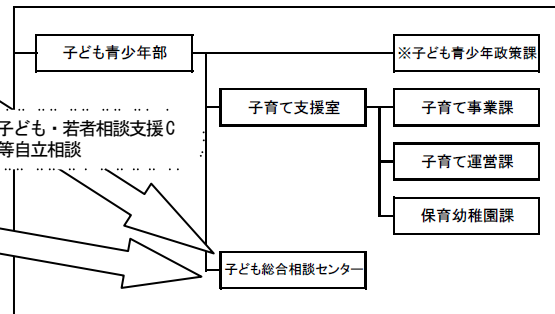 子ども青少年部
※子ども青少年政策課
子育て支援室
子育て事業課
子ども・若者相談支援C
等自立相談
子育て運営課
保育幼稚園課
子ども総合相談センター